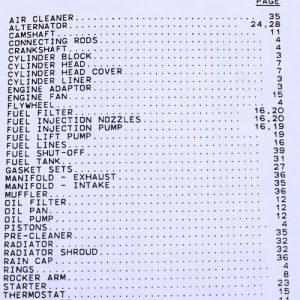 PAGE
AIR CLEANER..........35
ALTERNATOR..........24,28
CAMSHAFT..........11
CONNECTING RODS..........4
CRANKSHAFT..........4
CYLINDER BLOCK..........3
CYLINDER HEAD..........7
CYLINDER HEAD COVER..........7
CYLINDER LINER..........3
ENGINE ADAPTOR..........3
ENGINE FAN..........15
FLYWHEEL..........4
FUEL FILTER..........16,20
FUEL INJECTION NOZZLES..........16,20
FUEL INJECTION PUMP..........16,19
FUEL LIFT PUMP..........19
FUEL LINES..........16
FUEL SHUT-OFF..........39
FUEL TANK..........31
GASKET SETS..........27
MANIFOLD - EXHAUST..........36
MANIFOLD - INTAKE..........35
MUFFLER..........36
OIL FILTER..........12
OIL PAN..........12
OIL PUMP..........12
PISTONS..........4
PRE-CLEANER..........35
RADIATOR..........32
RADIATOR SHROUD..........32
RAIN CAP..........36
RINGS..........4
ROCKER ARM..........8
STARTER..........23
THERMOSTAT..........15